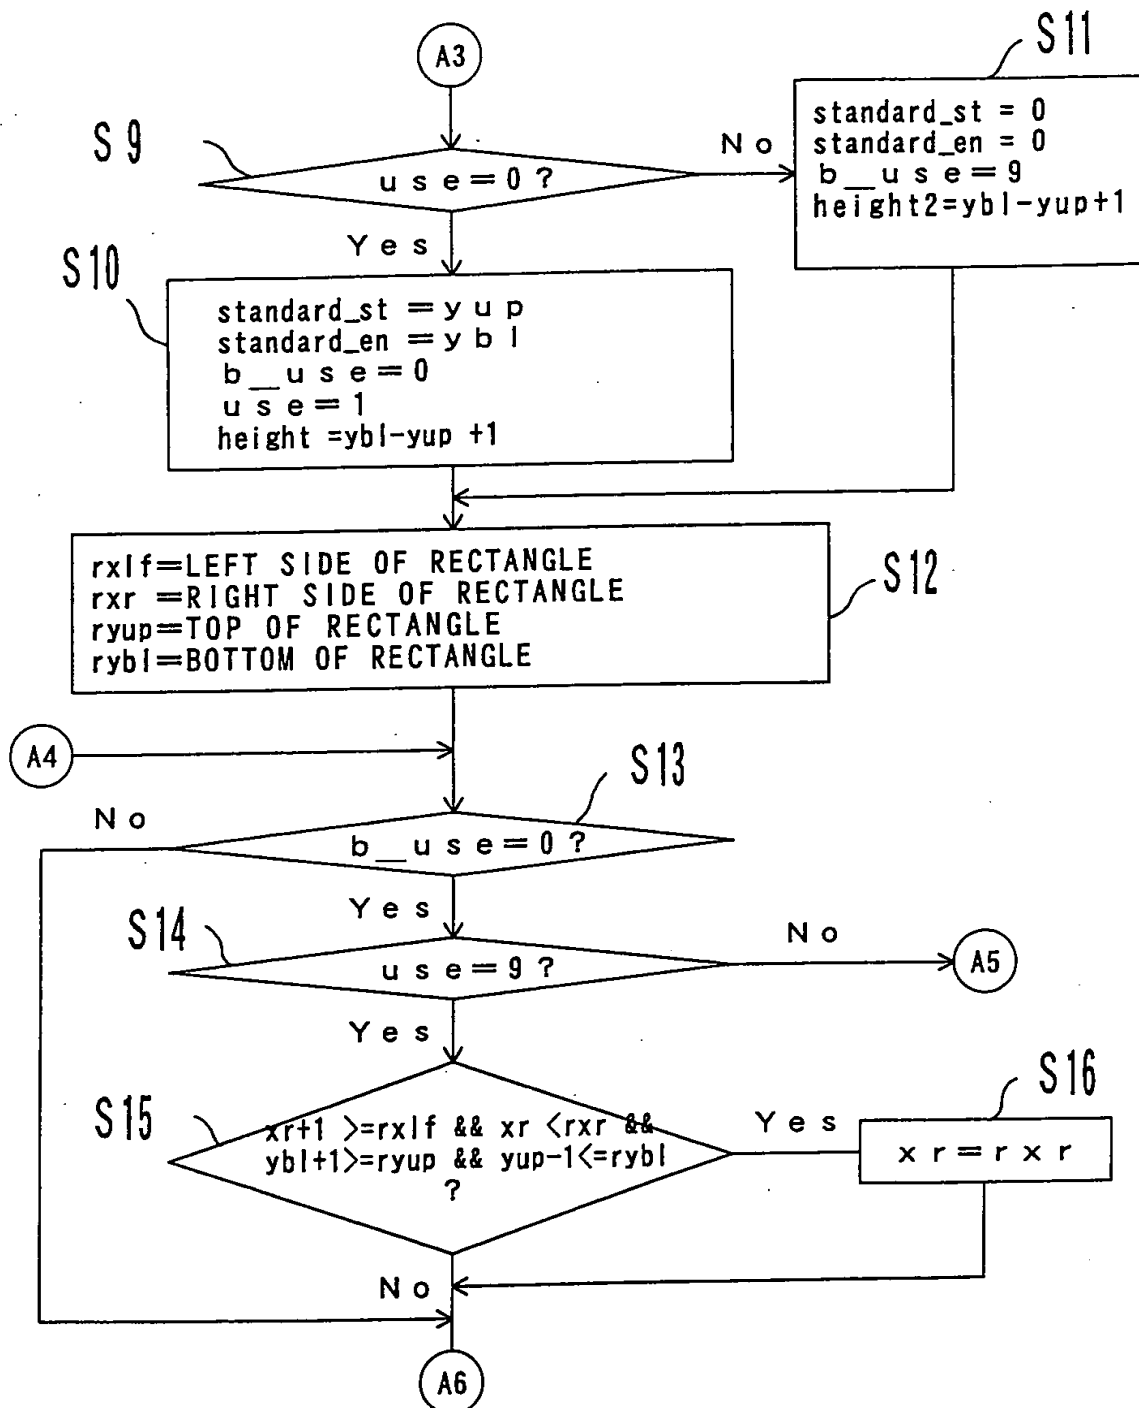 A3
S11
standard_st = 0
standard_en = 0
b_use=9
height2=ybl-yup+1
S9
use=0?
No
Yes
S10
standard_st =yup
standard_en =ybl
b_use=0
use=1
height =ybl-yup +1
rxlf=LEFT SIDE OF RECTANGLE
rxr =RIGHT SIDE OF RECTANGLE
ryup=TOP OF RECTANGLE
rybl=BOTTOM OF RECTANGLE
S12
A4
S13
No
b_use=0?
Yes
S14
use=9?
No
A5
Yes
S15
xr+1 >=rxlf && xr <rxr &&
ybl+1>=ryup && yup-1<=rybl
?
Yes
S16
xr=rxr
No
A6